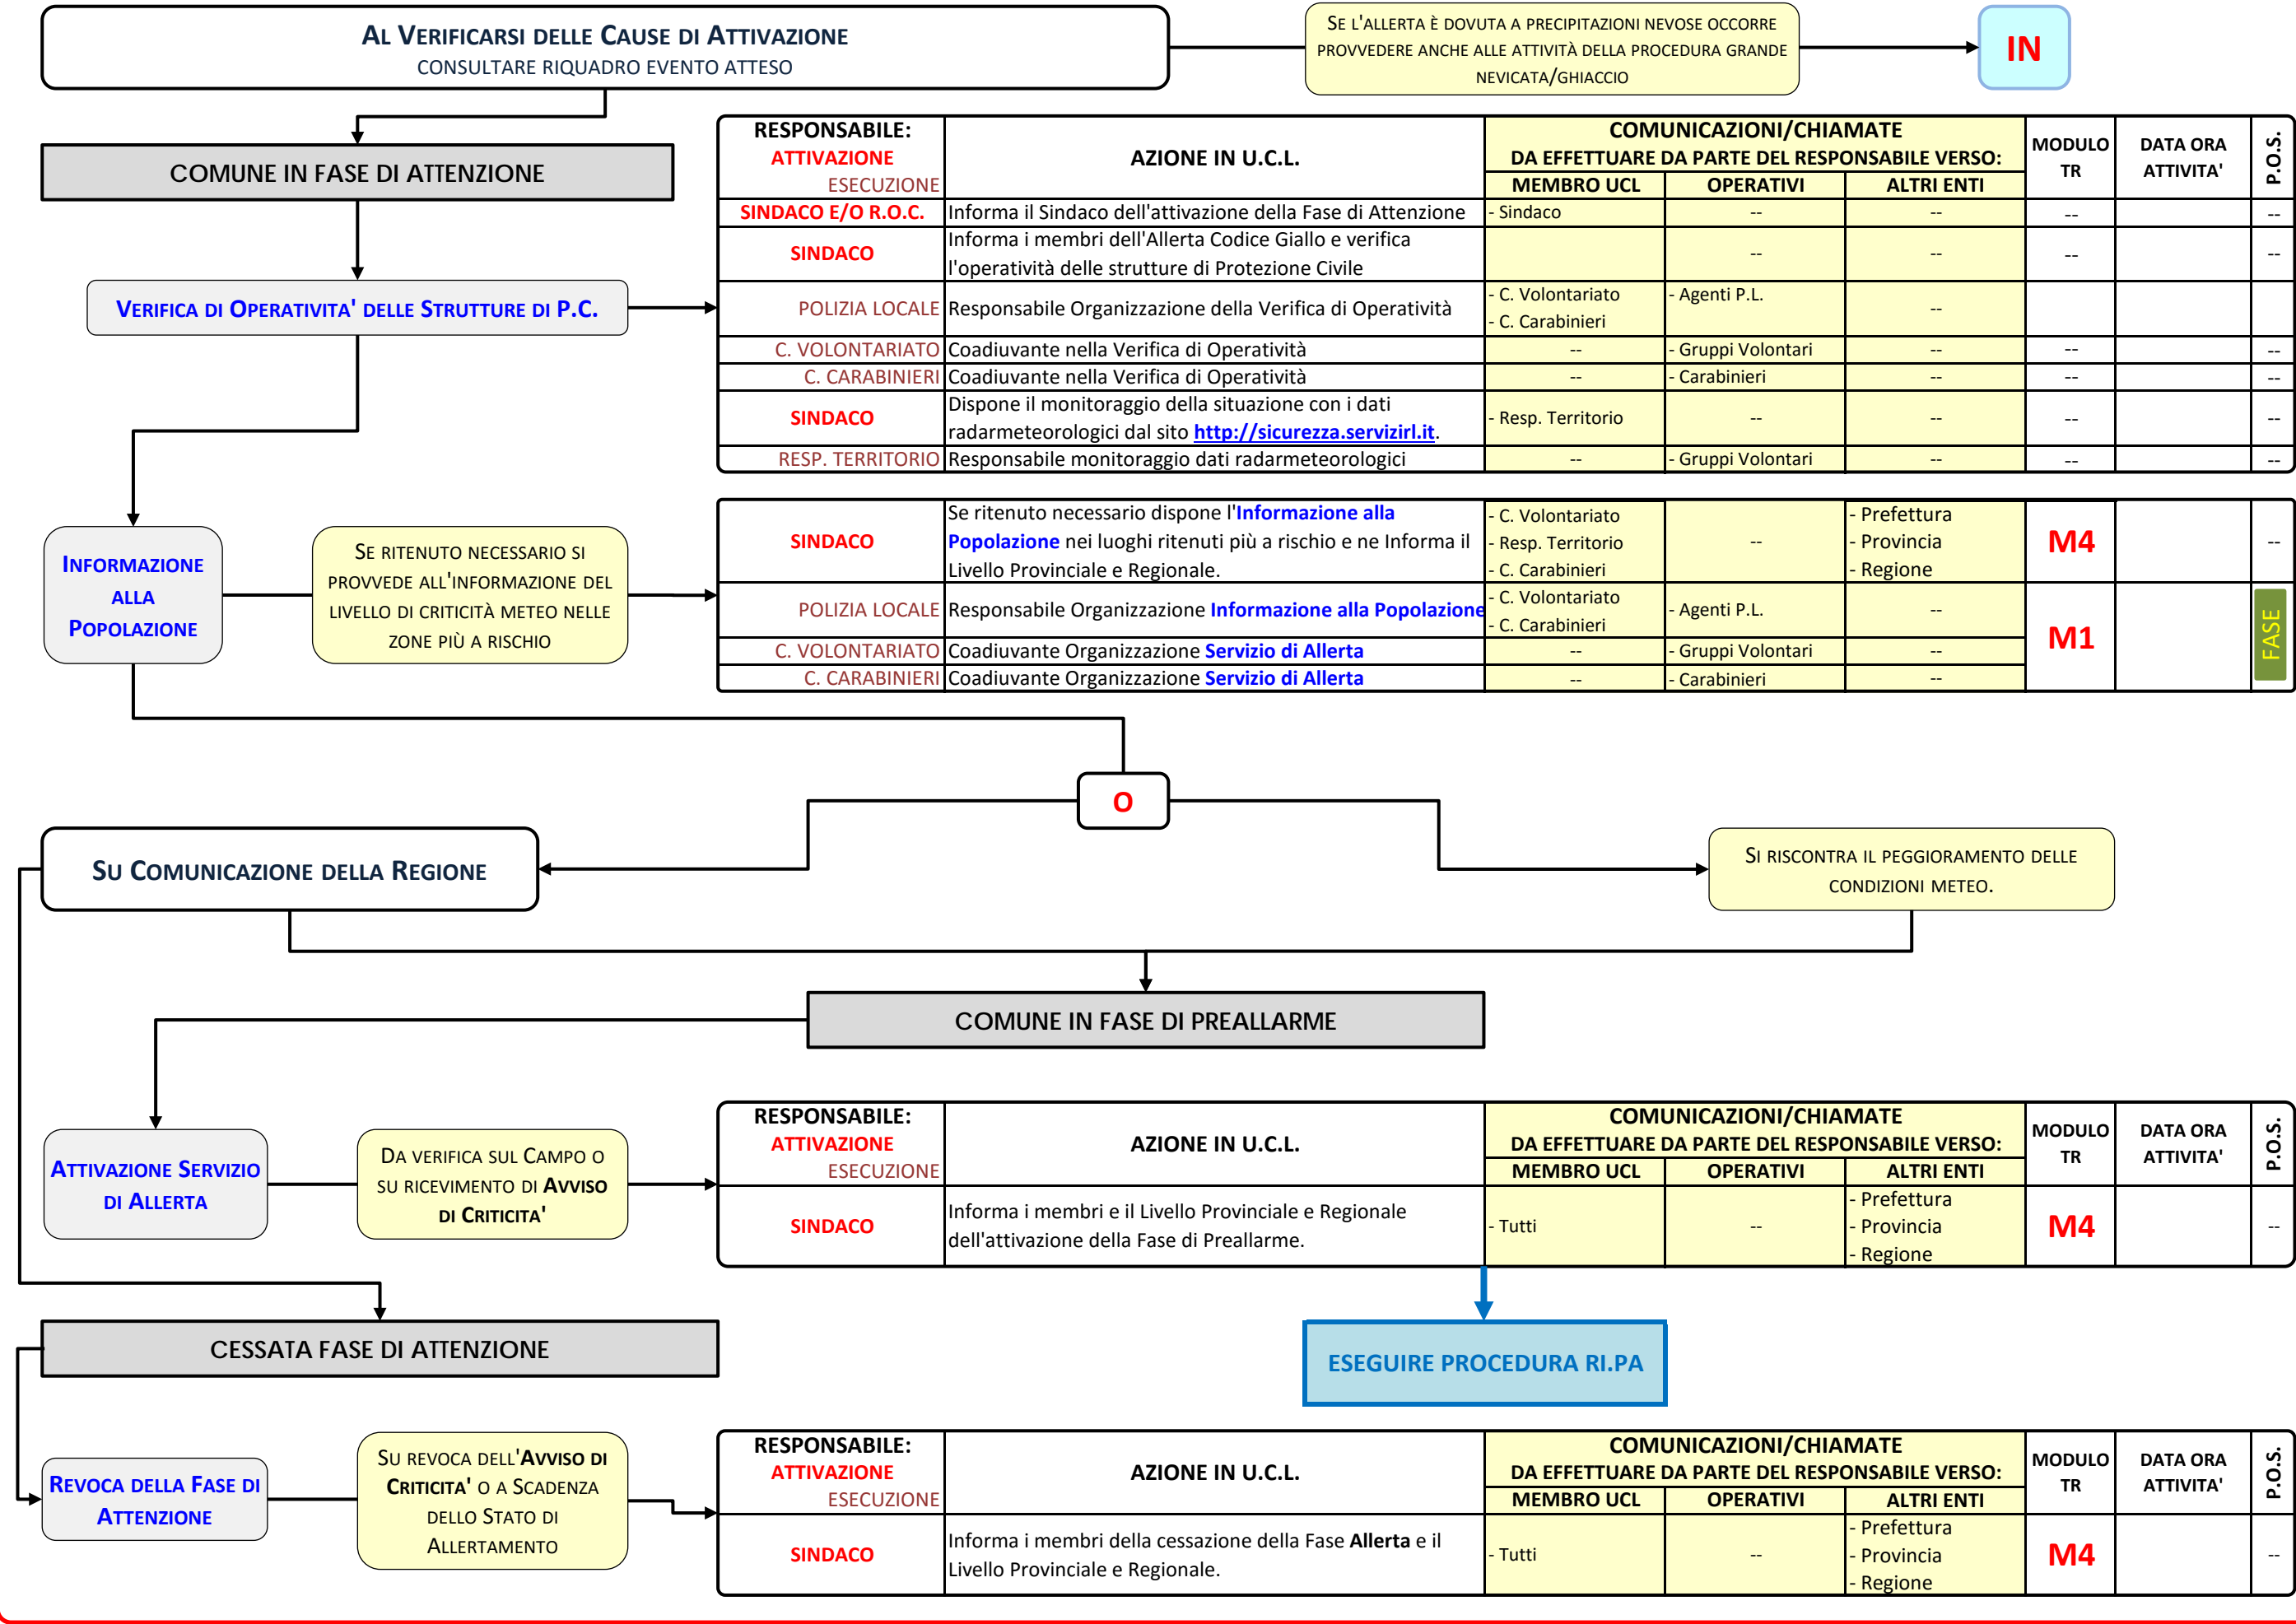 AL VERIFICARSI DELLE CAUSE DI ATTIVAZIONE
CONSULTARE RIQUADRO EVENTO ATTESO
SE L'ALLERTA È DOVUTA A PRECIPITAZIONI NEVOSE OCCORRE
PROVVEDERE ANCHE ALLE ATTIVITÀ DELLA PROCEDURA GRANDE
NEVICATA/GHIACCIO
IN
COMUNE IN FASE DI ATTENZIONE
VERIFICA DI OPERATIVITA' DELLE STRUTTURE DI P.C.
RESPONSABILE:
ATTIVAZIONE
ESECUZIONE
AZIONE IN U.C.L.
COMUNICAZIONI/CHIAMATE
DA EFFETTUARE DA PARTE DEL RESPONSABILE VERSO:
MEMBRO UCL OPERATIVI ALTRI ENTI
MODULO
TR
DATA ORA
ATTIVITA'
P.O.S.
SINDACO E/O R.O.C. Informa il Sindaco dell'attivazione della Fase di Attenzione - Sindaco -- -- -- --
SINDACO
Informa i membri dell'Allerta Codice Giallo e verifica
l'operatività delle strutture di Protezione Civile
-- -- -- --
POLIZIA LOCALE Responsabile Organizzazione della Verifica di Operatività
- C. Volontariato
- C. Carabinieri
- Agenti P.L.
--
C. VOLONTARIATO Coadiuvante nella Verifica di Operatività -- - Gruppi Volontari -- -- --
C. CARABINIERI Coadiuvante nella Verifica di Operatività -- - Carabinieri -- -- --
SINDACO
Dispone il monitoraggio della situazione con i dati
radarmeteorologici dal sito http://sicurezza.servizirl.it.
- Resp. Territorio -- -- -- --
RESP. TERRITORIO Responsabile monitoraggio dati radarmeteorologici -- - Gruppi Volontari -- -- --
INFORMAZIONE
ALLA
POPOLAZIONE
SE RITENUTO NECESSARIO SI
PROVVEDE ALL'INFORMAZIONE DEL
LIVELLO DI CRITICITÀ METEO NELLE
ZONE PIÙ A RISCHIO
SINDACO
Se ritenuto necessario dispone l'Informazione alla
Popolazione nei luoghi ritenuti più a rischio e ne Informa il
Livello Provinciale e Regionale.
- C. Volontariato
- Resp. Territorio
- C. Carabinieri
--
- Prefettura
- Provincia
- Regione
M4
--
POLIZIA LOCALE Responsabile Organizzazione Informazione alla Popolazione
- C. Volontariato
- C. Carabinieri
- Agenti P.L.
--
M1
FASE
C. VOLONTARIATO Coadiuvante Organizzazione Servizio di Allerta -- - Gruppi Volontari --
C. CARABINIERI Coadiuvante Organizzazione Servizio di Allerta -- - Carabinieri --
O
SU COMUNICAZIONE DELLA REGIONE
SI RISCONTRA IL PEGGIORAMENTO DELLE
CONDIZIONI METEO.
COMUNE IN FASE DI PREALLARME
ATTIVAZIONE SERVIZIO
DI ALLERTA
DA VERIFICA SUL CAMPO O
SU RICEVIMENTO DI AVVISO
DI CRITICITA'
RESPONSABILE:
ATTIVAZIONE
ESECUZIONE
AZIONE IN U.C.L.
COMUNICAZIONI/CHIAMATE
DA EFFETTUARE DA PARTE DEL RESPONSABILE VERSO:
MEMBRO UCL OPERATIVI ALTRI ENTI
MODULO
TR
DATA ORA
ATTIVITA'
P.O.S.
SINDACO
Informa i membri e il Livello Provinciale e Regionale
dell'attivazione della Fase di Preallarme.
- Tutti
--
- Prefettura
- Provincia
- Regione
M4
--
CESSATA FASE DI ATTENZIONE
ESEGUIRE PROCEDURA RI.PA
REVOCA DELLA FASE DI
ATTENZIONE
SU REVOCA DELL'AVVISO DI
CRITICITA' O A SCADENZA
DELLO STATO DI
ALLERTAMENTO
RESPONSABILE:
ATTIVAZIONE
ESECUZIONE
AZIONE IN U.C.L.
COMUNICAZIONI/CHIAMATE
DA EFFETTUARE DA PARTE DEL RESPONSABILE VERSO:
MEMBRO UCL OPERATIVI ALTRI ENTI
MODULO
TR
DATA ORA
ATTIVITA'
P.O.S.
SINDACO
Informa i membri della cessazione della Fase Allerta e il
Livello Provinciale e Regionale.
- Tutti
--
- Prefettura
- Provincia
- Regione
M4
--